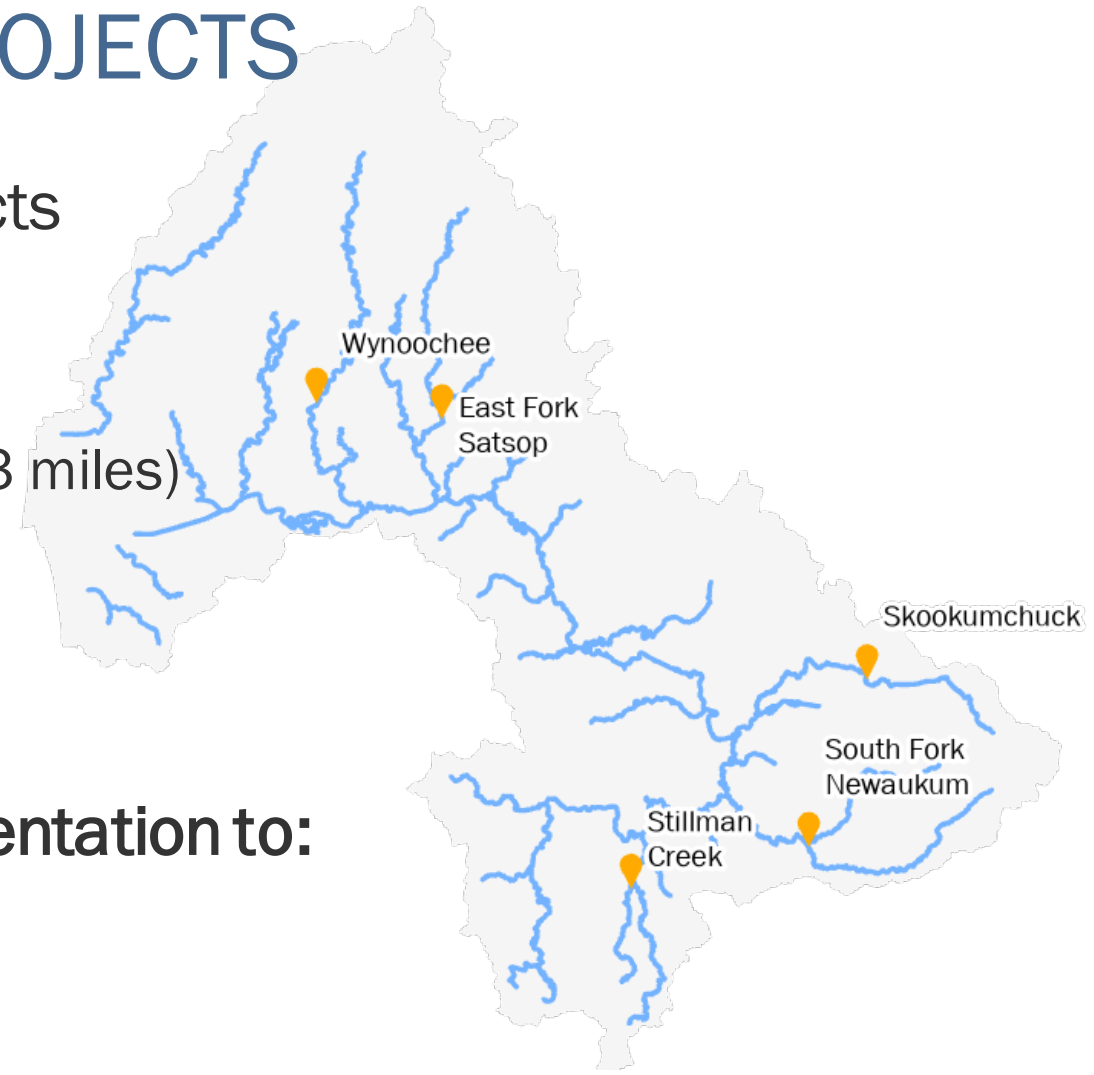 OJECTS
cts
Wynoochee
East Fork
Satsop
3 miles)
Skookumchuck
South Fork
Newaukum
Stillman
Creek
entation to: